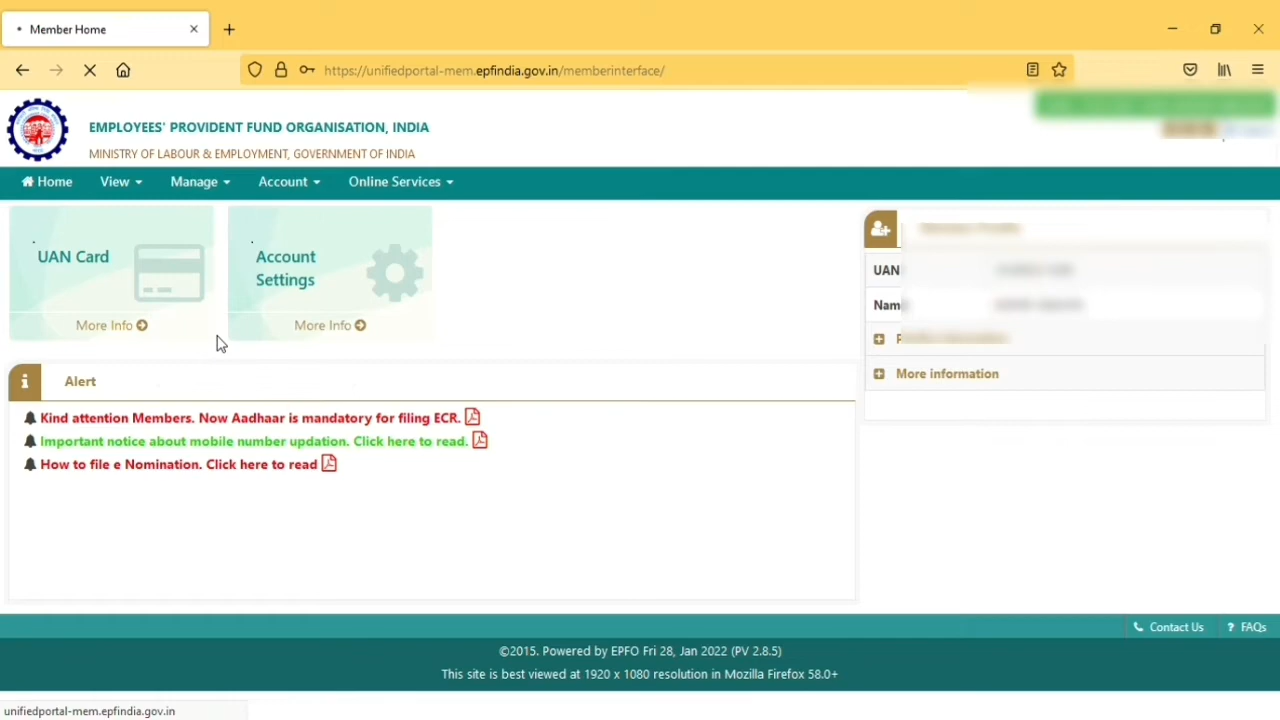 Member Home
https://unifiedportal-mem.epfindia.gov.in/memberinterface/
EMPLOYEES' PROVIDENT FUND ORGANISATION, INDIA
MINISTRY OF LABOUR & EMPLOYMENT, GOVERNMENT OF INDIA
Home View Manage Account Online Services
UAN Card
More Info
Account
Settings
More Info
UAN
Name
More information
Alert
Kind attention Members. Now Aadhaar is mandatory for filing ECR.
Important notice about mobile number updation. Click here to read.
How to file e Nomination. Click here to read
Contact Us ? FAQs
©2015. Powered by EPFO Fri 28, Jan 2022 (PV 2.8.5)
This site is best viewed at 1920 x 1080 resolution in Mozilla Firefox 58.0+
unifiedportal-mem.epfindia.gov.in